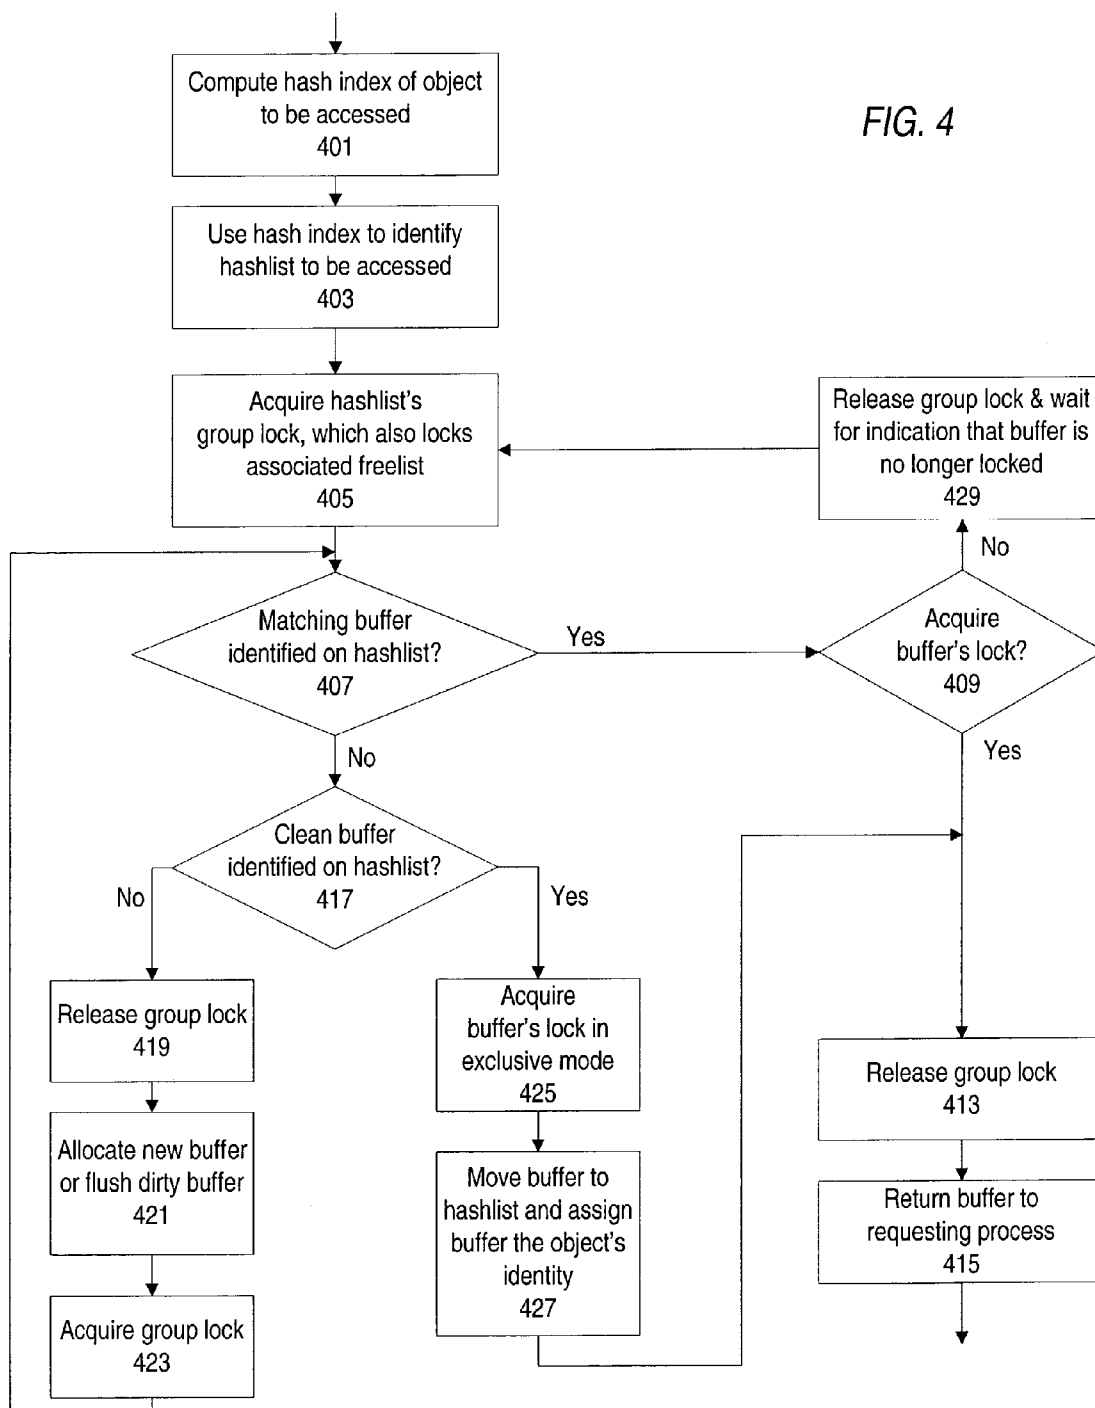 Compute hash index of object
to be accessed
401
FIG. 4
Use hash index to identify
hashlist to be accessed
403
Acquire hashlist's
group lock, which also locks
associated freelist
405
Release group lock & wait
for indication that buffer is
no longer locked
429
No
Matching buffer
identified on hashlist?
407
Yes
Acquire
buffer's lock?
409
No
Yes
Clean buffer
identified on hashlist?
417
No
Yes
Release group lock
419
Acquire
buffer's lock in
exclusive mode
425
Release group lock
413
Allocate new buffer
or flush dirty buffer
421
Move buffer to
hashlist and assign
buffer the object's
identity
427
Return buffer to
requesting process
415
Acquire group lock
423